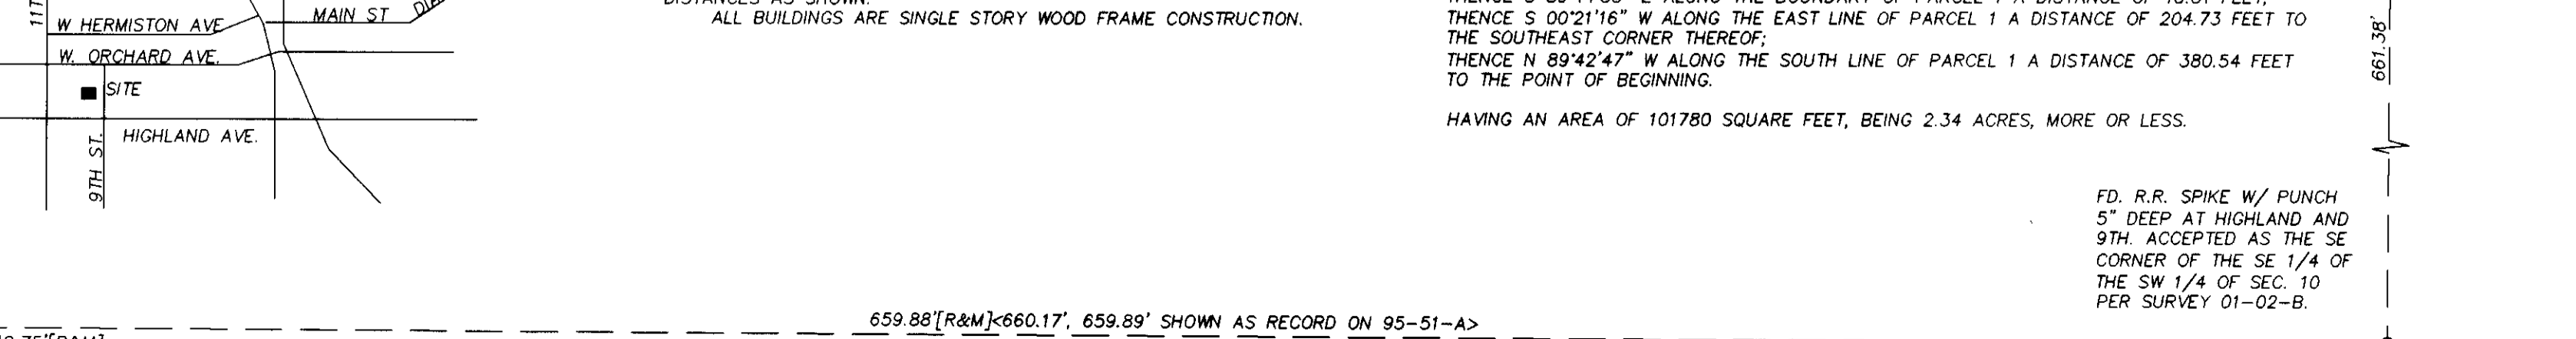 MAIN ST
W HERMISTON AVE
W. ORCHARD AVE.
SITE
HIGHLAND AVE.
9TH ST.
DISTANCES AS SHOWN.
ALL BUILDINGS ARE SINGLE STORY WOOD FRAME CONSTRUCTION.
THENCE S 00°21'16" W ALONG THE EAST LINE OF PARCEL 1 A DISTANCE OF 204.73 FEET TO
THE SOUTHEAST CORNER THEREOF;
THENCE N 89°42'47" W ALONG THE SOUTH LINE OF PARCEL 1 A DISTANCE OF 380.54 FEET
TO THE POINT OF BEGINNING.
HAVING AN AREA OF 101780 SQUARE FEET, BEING 2.34 ACRES, MORE OR LESS.
661.38'
FD. R.R. SPIKE W/ PUNCH
5" DEEP AT HIGHLAND AND
9TH. ACCEPTED AS THE SE
CORNER OF THE SE 1/4 OF
THE SW 1/4 OF SEC. 10
PER SURVEY 01-02-B.
659.88'[R&M]<660.17', 659.89' SHOWN AS RECORD ON 95-51-A>